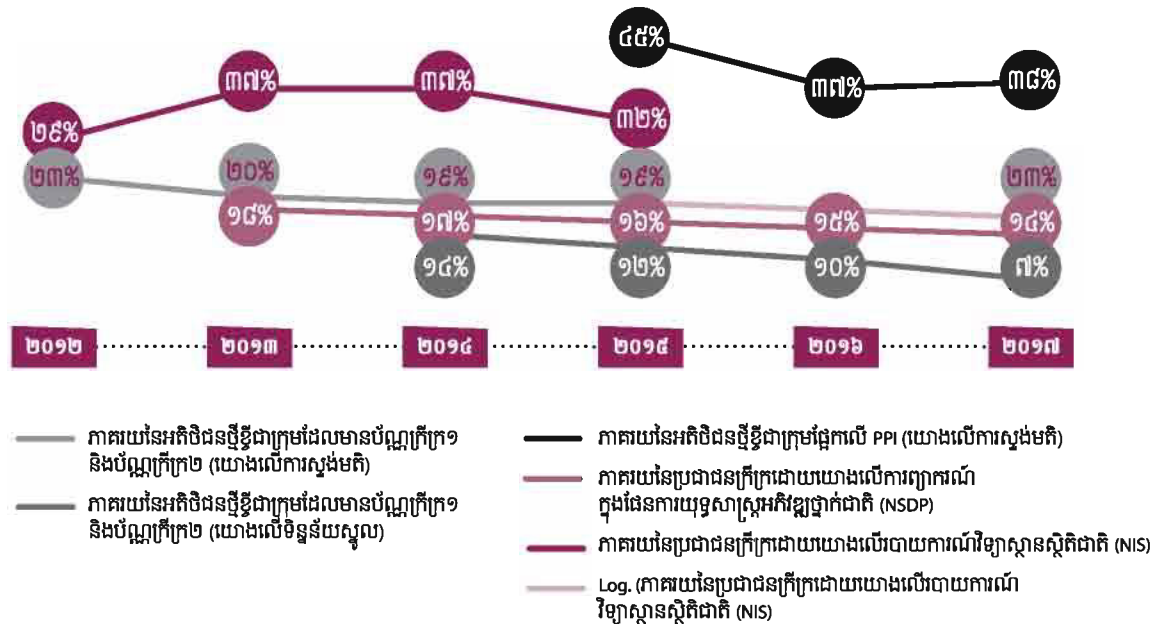 ៤៥%
៣៧% ៣៧% ៣៧% ៣៨%
២៩% ៣២%
២៣% ២០% ១៩% ១៩% ២៣%
១៨% ១៧% ១៦% ១៥% ១៤%
១៤% ១២% ១០% ៧%
២០១២ ២០១៣ ២០១៤ ២០១៥ ២០១៦ ២០១៧
ភាគរយនៃអតិថិជនថ្មីខ្ចីជាក្រុមដែលមានប័ណ្ណក្រីក្រ១
និងប័ណ្ណក្រីក្រ២ (យោងលើការស្ទង់មតិ)
ភាគរយនៃអតិថិជនថ្មីខ្ចីជាក្រុមដែលមានប័ណ្ណក្រីក្រ១
និងប័ណ្ណក្រីក្រ២ (យោងលើទិន្នន័យស្នូល)
ភាគរយនៃអតិថិជនថ្មីខ្ចីជាក្រុមផ្អែកលើ PPI (យោងលើការស្ទង់មតិ)
ភាគរយនៃប្រជាជនក្រីក្រដោយយោងលើការព្យាករណ៍
ក្នុងផែនការយុទ្ធសាស្ត្រអភិវឌ្ឍថ្នាក់ជាតិ (NSDP)
ភាគរយនៃប្រជាជនក្រីក្រដោយយោងលើរបាយការណ៍វិទ្យាស្ថានស្ថិតិជាតិ (NIS)
Log. (ភាគរយនៃប្រជាជនក្រីក្រដោយយោងលើរបាយការណ៍
វិទ្យាស្ថានស្ថិតិជាតិ (NIS)